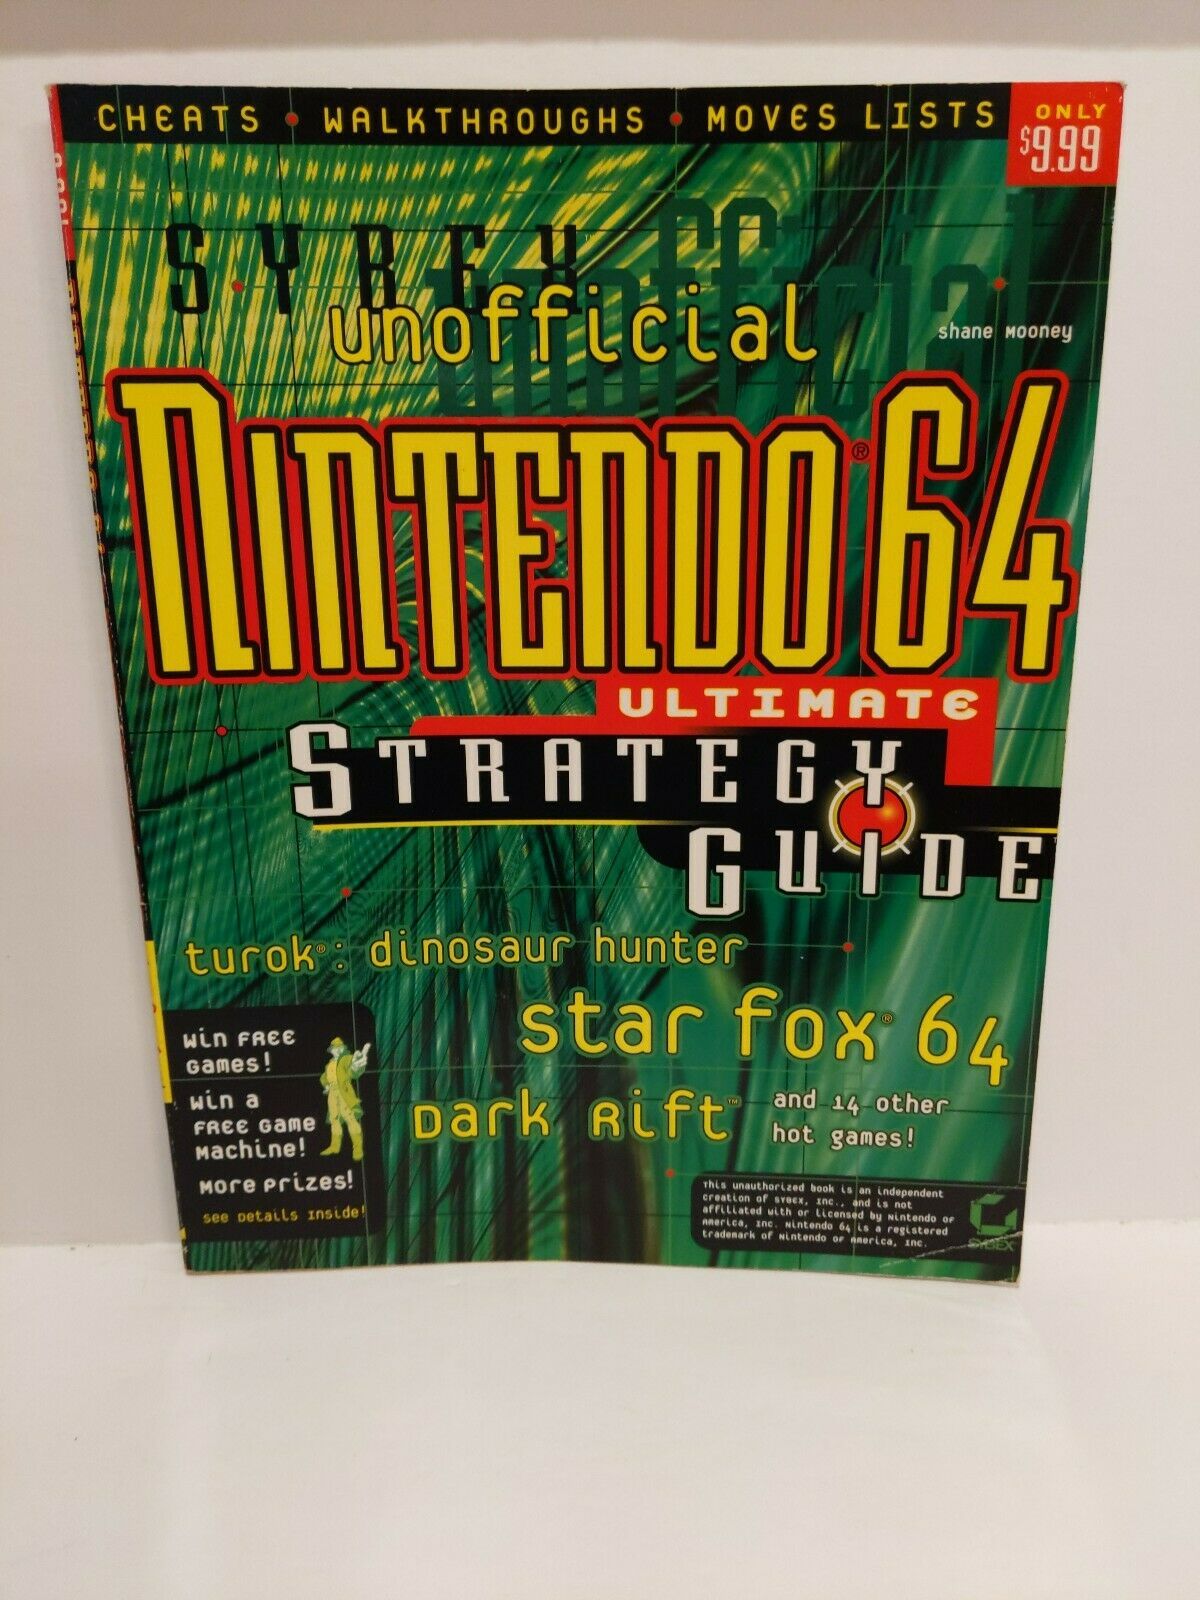 CHEATS • WALKTHROUGHS • MOVES LISTS
ONLY
$9.99
SYBEX™
unofficial
unofficial
shane mooney
NINTENDO® 64
ULTIMATE
STRATEGY
GUIDE™
turok®: dinosaur hunter
star fox® 64
Dark Rift™
and 14 other
hot games!
Win FREE
Games!
Win a
FREE Game
Machine!
More Prizes!
See Details Inside!
This unauthorized book is an independent
creation of SYBEX, Inc., and is not
affiliated with or licensed by Nintendo of
America, Inc. Nintendo 64 is a registered
trademark of Nintendo of America, Inc.
SYBEX